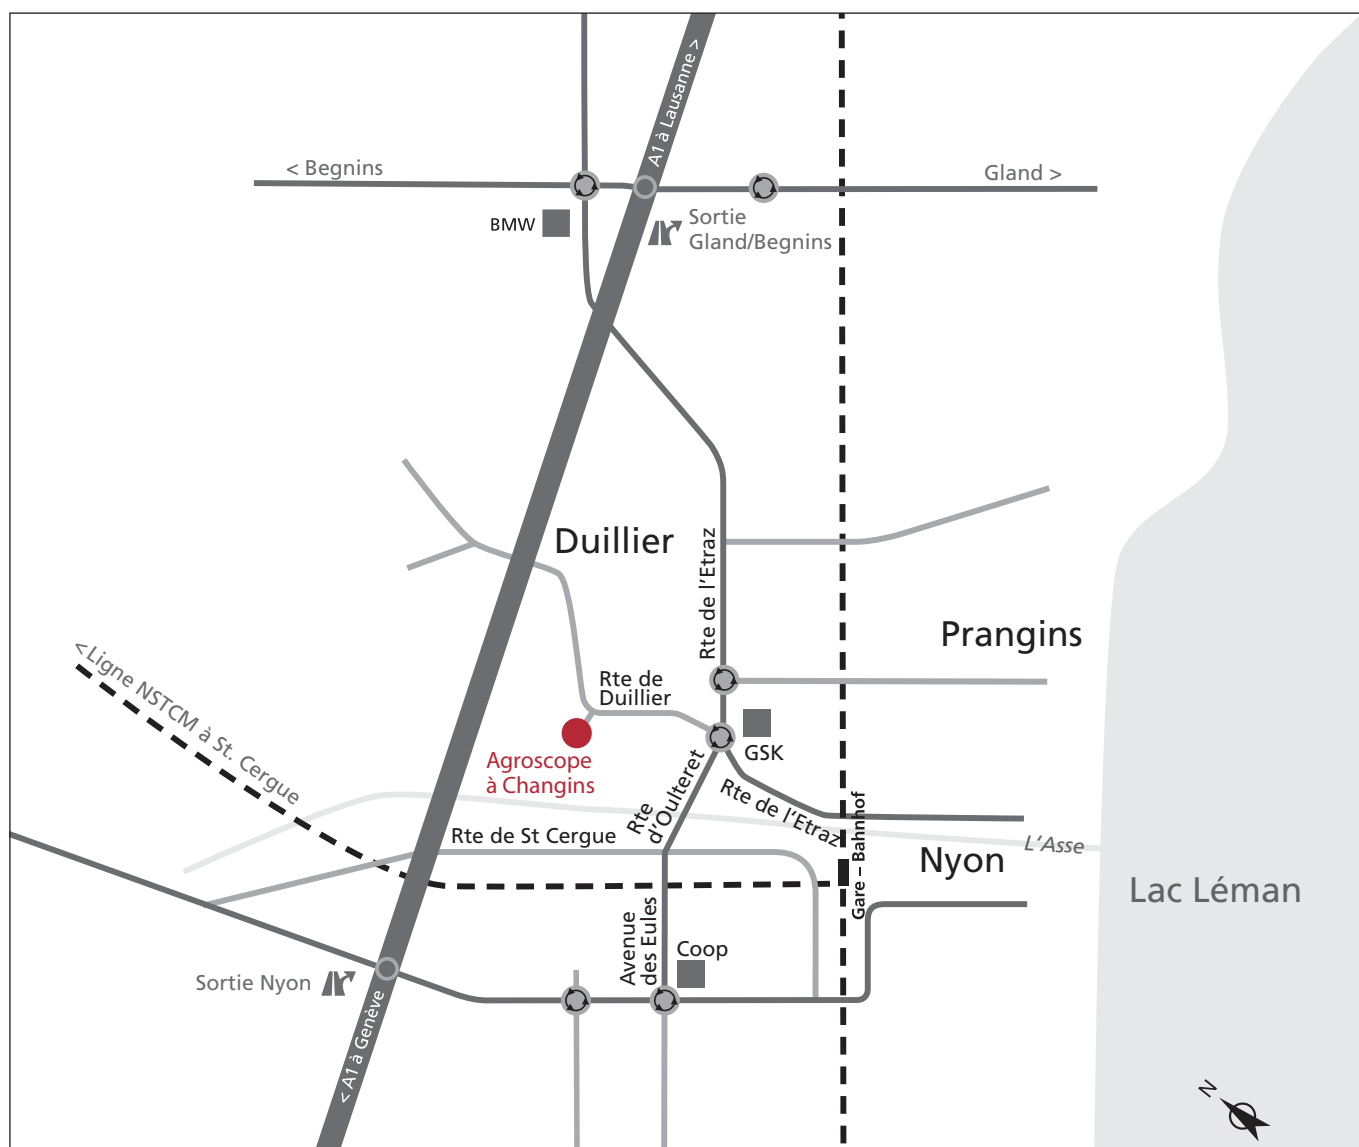 A1 à Lausanne >
< Begnins
Gland >
BMW
Sortie
Gland/Begnins
Duillier
Rte de l'Etraz
Prangins
< Ligne NSTCM à St. Cergue
Rte de
Duillier
GSK
Agroscope
à Changins
Rte
d'Oulteret
Rte de l'Etraz
Rte de St Cergue
L'Asse
Nyon
Gare – Bahnhof
Lac Léman
Avenue
des Eules
Coop
Sortie Nyon
< A1 à Genève
N